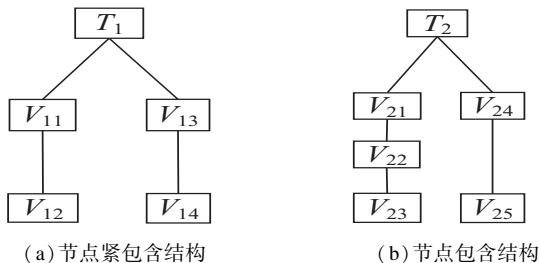 T₁ T₂
V₁₁ V₁₃ V₂₁ V₂₄
V₂₂
V₁₂ V₁₄ V₂₃ V₂₅
(a)节点紧包含结构 (b)节点包含结构